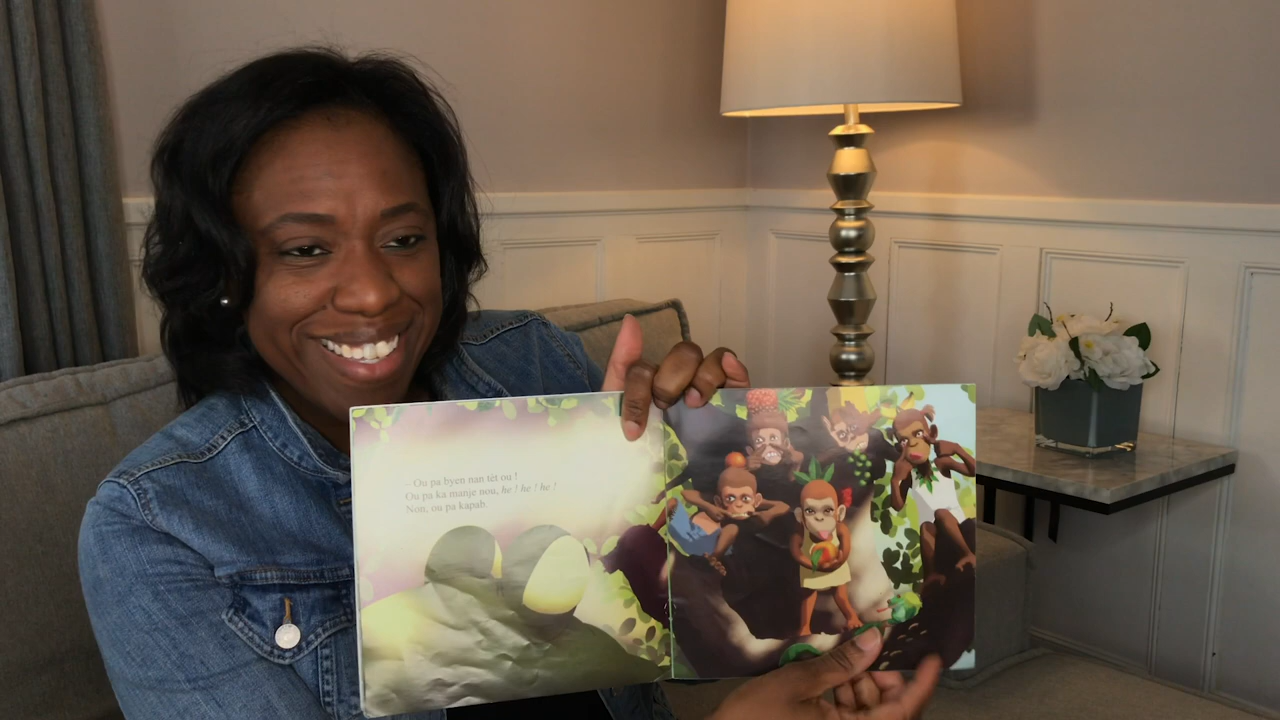 – Ou pa byen nan tèt ou !
Ou pa ka manje nou, he ! he ! he !
Non, ou pa kapab.